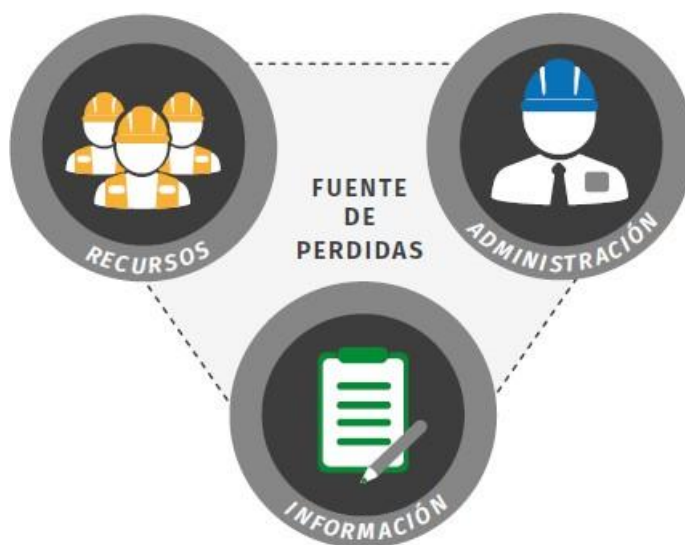 RECURSOS
ADMINISTRACIÓN
FUENTE
DE
PERDIDAS
INFORMACIÓN